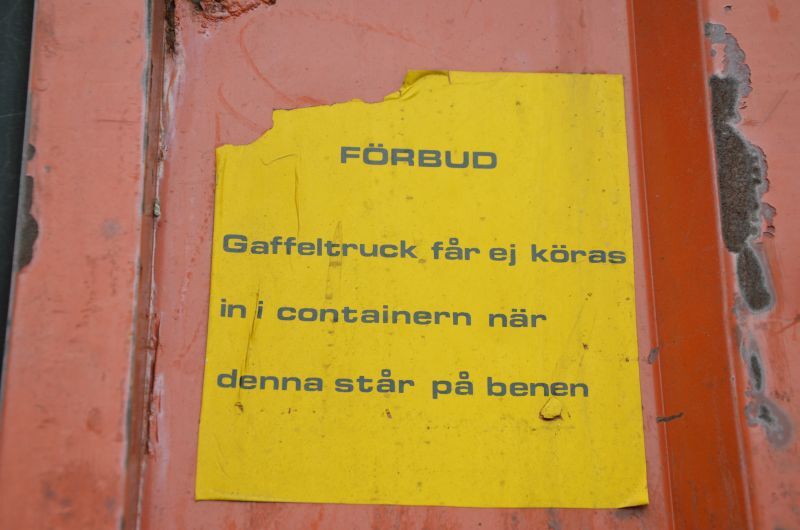 FÖRBUD
Gaffeltruck får ej köras
in i containern när
denna står på benen